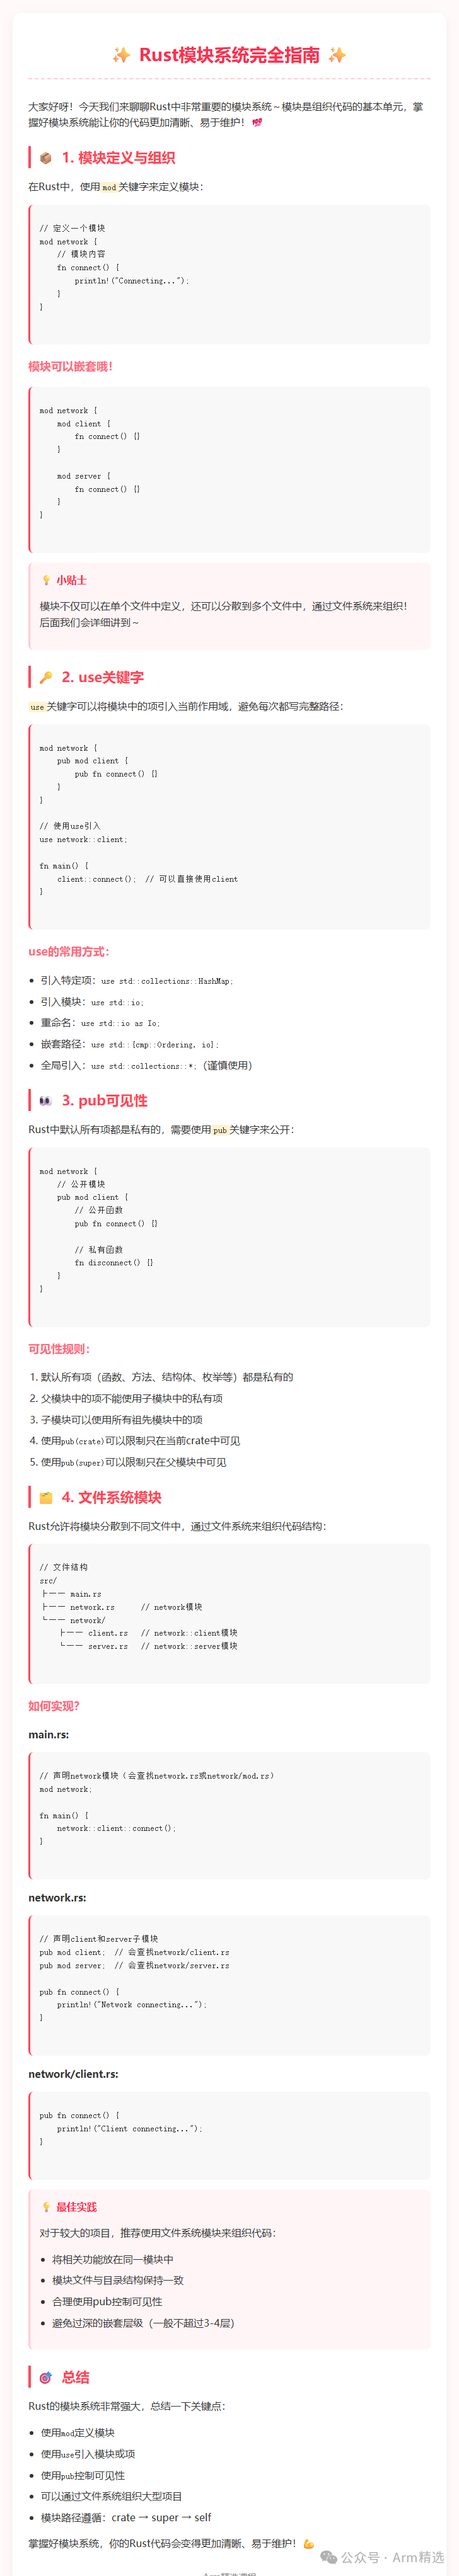 ✨ Rust模块系统完全指南 ✨
大家好呀！今天我们来聊聊Rust中非常重要的模块系统～模块是组织代码的基本单元，掌
握好模块系统能让你的代码更加清晰、易于维护！💖
📦 1. 模块定义与组织
在Rust中，使用mod关键字来定义模块：
// 定义一个模块
mod network {
    // 模块内容
    fn connect() {
        println!("Connecting...");
    }
}
模块可以嵌套哦！
mod network {
    mod client {
        fn connect() {}
    }
    mod server {
        fn connect() {}
    }
}
💡 小贴士
模块不仅可以在单个文件中定义，还可以分散到多个文件中，通过文件系统来组织！
后面我们会详细讲到～
🔑 2. use关键字
use关键字可以将模块中的项引入当前作用域，避免每次都写完整路径：
mod network {
    pub mod client {
        pub fn connect() {}
    }
}
// 使用use引入
use network::client;
fn main() {
    client::connect();  // 可以直接使用client
}
use的常用方式：
• 引入特定项：use std::collections::HashMap;
• 引入模块：use std::io;
• 重命名：use std::io as Io;
• 嵌套路径：use std::{cmp::Ordering, io};
• 全局引入：use std::collections::*;（谨慎使用）
👀 3. pub可见性
Rust中默认所有项都是私有的，需要使用pub关键字来公开：
mod network {
    // 公开模块
    pub mod client {
        // 公开函数
        pub fn connect() {}
        // 私有函数
        fn disconnect() {}
    }
}
可见性规则：
1. 默认所有项（函数、方法、结构体、枚举等）都是私有的
2. 父模块中的项不能使用子模块中的私有项
3. 子模块可以使用所有祖先模块中的项
4. 使用pub(crate)可以限制只在当前crate中可见
5. 使用pub(super)可以限制只在父模块中可见
🗂️ 4. 文件系统模块
Rust允许将模块分散到不同文件中，通过文件系统来组织代码结构：
// 文件结构
src/
├── main.rs
├── network.rs      // network模块
└── network/
    ├── client.rs   // network::client模块
    └── server.rs   // network::server模块
如何实现？
main.rs:
// 声明network模块（会查找network.rs或network/mod.rs）
mod network;
fn main() {
    network::client::connect();
}
network.rs:
// 声明client和server子模块
pub mod client;  // 会查找network/client.rs
pub mod server;  // 会查找network/server.rs
pub fn connect() {
    println!("Network connecting...");
}
network/client.rs:
pub fn connect() {
    println!("Client connecting...");
}
💡 最佳实践
对于较大的项目，推荐使用文件系统模块来组织代码：
• 将相关功能放在同一模块中
• 模块文件与目录结构保持一致
• 合理使用pub控制可见性
• 避免过深的嵌套层级（一般不超过3-4层）
🎯 总结
Rust的模块系统非常强大，总结一下关键点：
• 使用mod定义模块
• 使用use引入模块或项
• 使用pub控制可见性
• 可以通过文件系统组织大型项目
• 模块路径遵循：crate → super → self
掌握好模块系统，你的Rust代码会变得更加清晰、易于维护！💪
公众号 · Arm精选